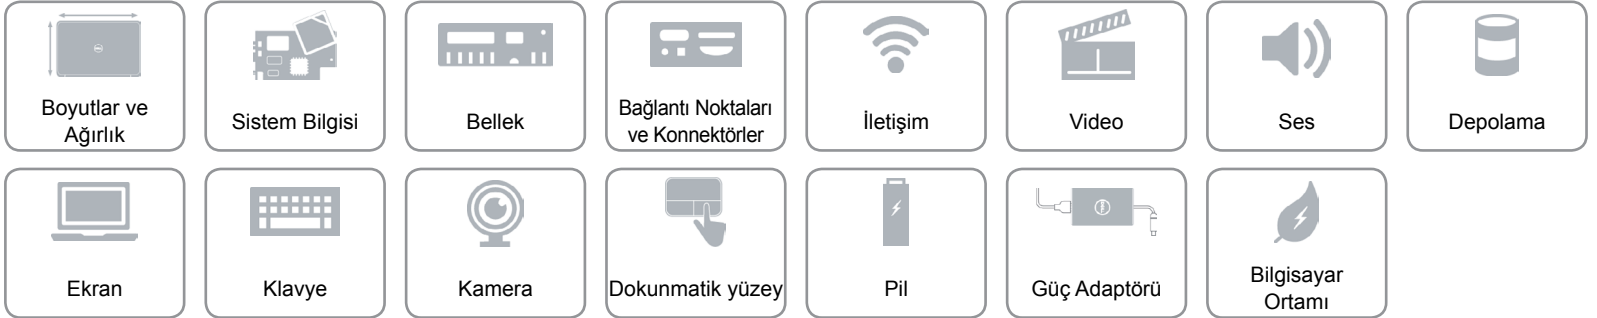 Boyutlar ve
Ağırlık
Sistem Bilgisi
Bellek
Bağlantı Noktaları
ve Konnektörler
İletişim
Video
Ses
Depolama
Ekran
Klavye
Kamera
Dokunmatik yüzey
Pil
Güç Adaptörü
Bilgisayar
Ortamı